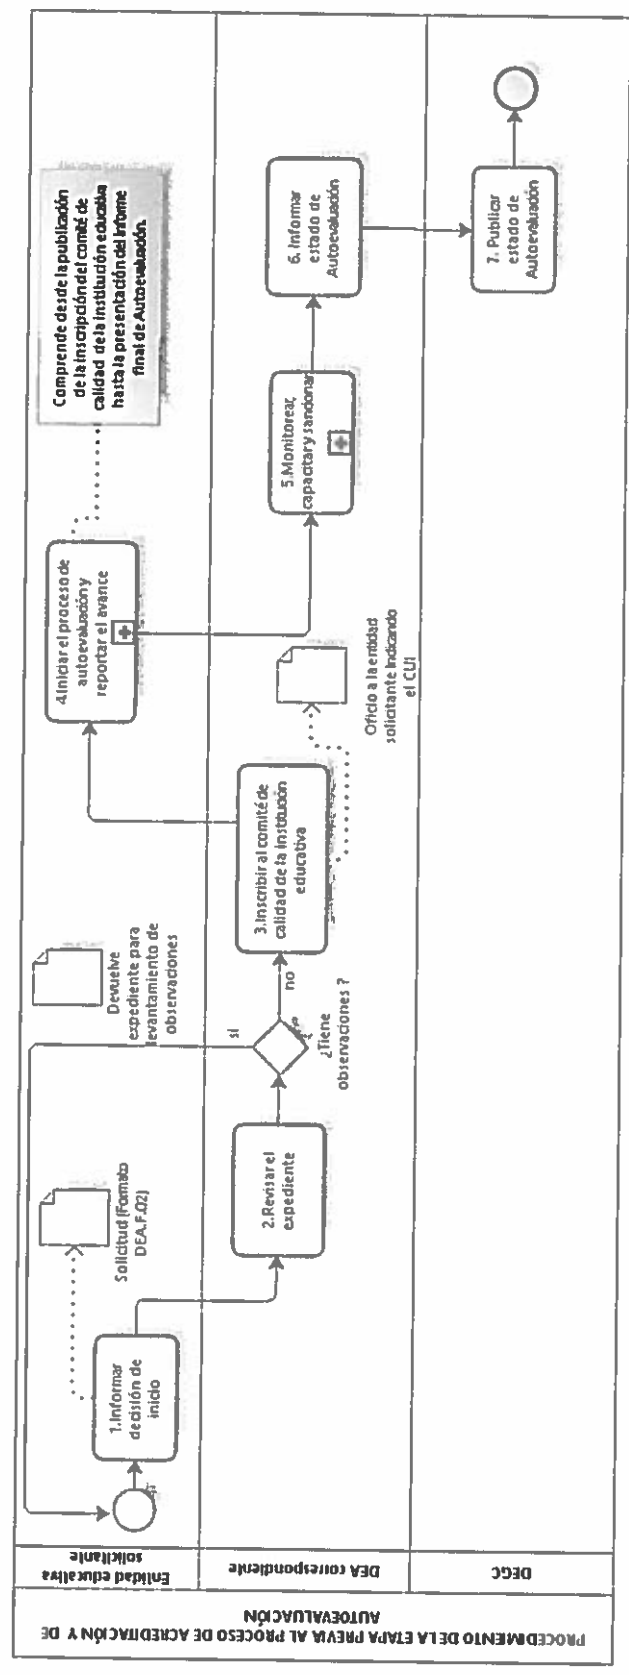 PROCEDIMIENTO DE LA ETAPA PREVIA AL PROCESO DE ACREDITACIÓN Y DE
AUTOEVALUACIÓN
Entidad educativa
solicitante
DEA correspondiente
DEGC
1.Informar
decisión de
inicio
Solicitud (Formato
DEA.F.02)
2.Revisar el
expediente
¿Tiene
observaciones ?
si
no
Devuelve
expediente para
levantamiento de
observaciones
3.Inscribir al comité de
calidad de la institución
educativa
Oficio a la entidad
solicitante indicando
el CUI
4.Iniciar el proceso de
autoevaluación y
reportar el avance
Comprende desde la publicación
de la inscripción del comité de
calidad de la institución educativa
hasta la presentación del Informe
final de Autoevaluación.
5.Monitorear,
capacitar y sancionar
6. Informar
estado de
Autoevaluación
7. Publicar
estado de
Autoevaluación